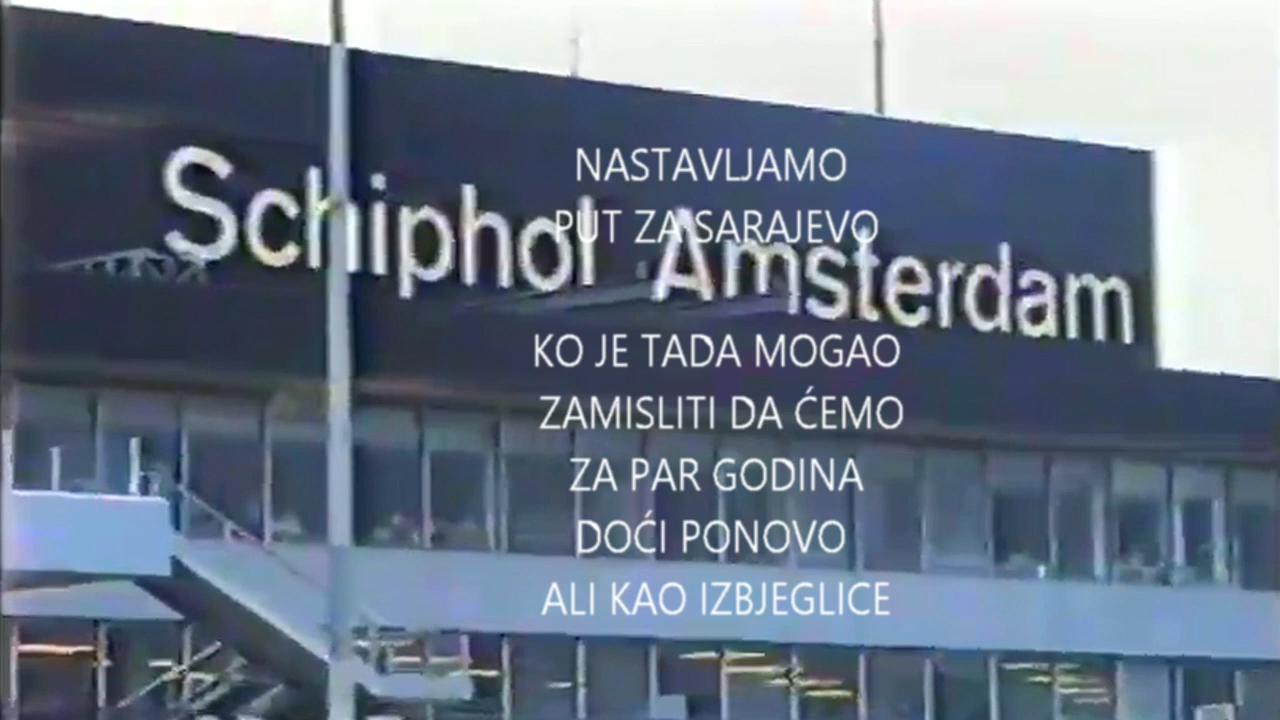 Schiphol Amsterdam
NASTAVLJAMO
PUT ZA SARAJEVO
KO JE TADA MOGAO
ZAMISLITI DA ĆEMO
ZA PAR GODINA
DOĆI PONOVO
ALI KAO IZBJEGLICE